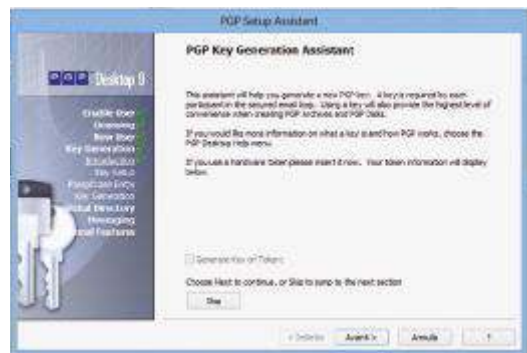 PGP Setup Assistant
PGP Desktop 9
Enable User
Licensing
New User
Key Generation
Introduction
Key Setup
Passphrase Entry
Key Generation
Global Directory
Messaging
Email Features
PGP Key Generation Assistant
This assistant will help you generate a new PGP key. A key is required by each
participant in the secured email loop. Using a key will also provide the highest level of
convenience when creating PGP Archives and PGP Disks.
If you would like more information on what a key is and how PGP works, choose the
PGP Desktop Help menu.
If you use a hardware token please insert it now. Your token information will display
below.
Generate Key on Token:
Choose Next to continue, or Skip to jump to the next section
Skip
< Indietro
Avanti >
Annulla
?